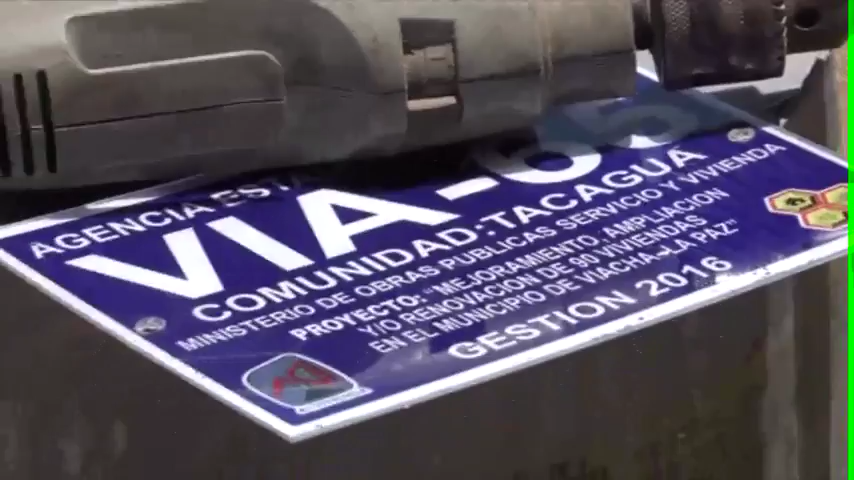 AGENCIA EST
VIA-65
COMUNIDAD:TACAGUA
MINISTERIO DE OBRAS PUBLICAS SERVICIO Y VIVIENDA
PROYECTO: "MEJORAMIENTO, AMPLIACION
Y/O RENOVACION DE 90 VIVIENDAS
EN EL MUNICIPIO DE VIACHA-LA PAZ"
GESTION 2016